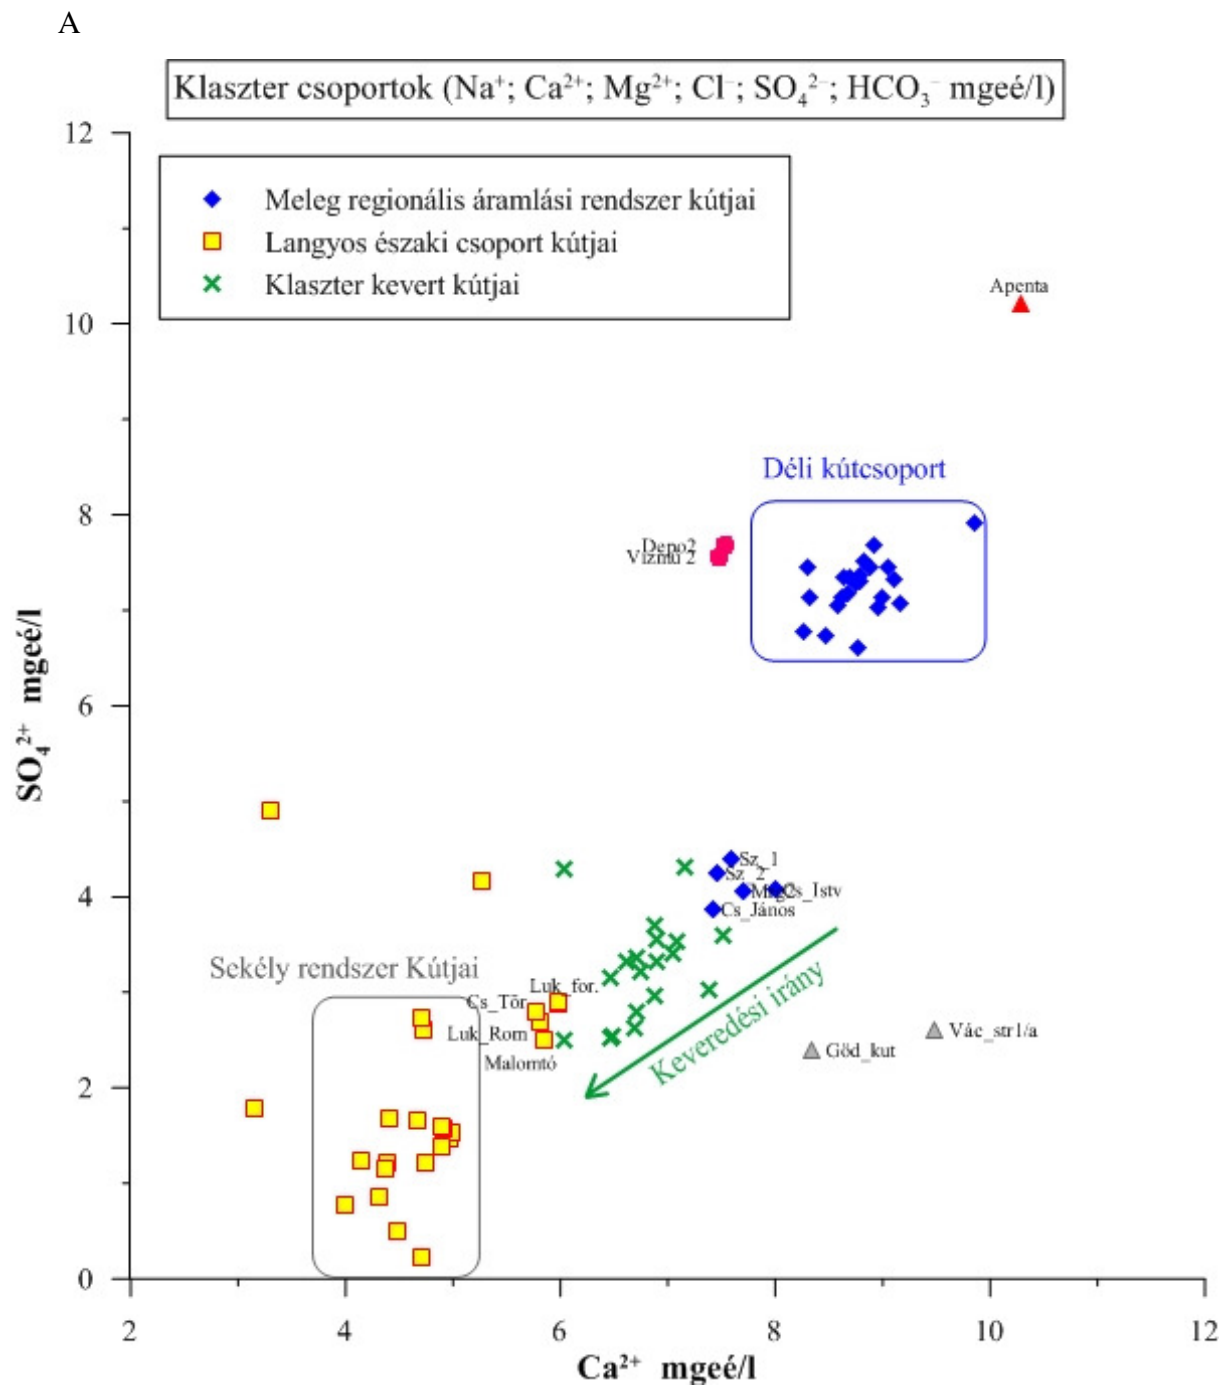 A
Klaszter csoportok (Na⁺; Ca²⁺; Mg²⁺; Cl⁻; SO₄²⁻; HCO₃⁻ mgeé/l)
Meleg regionális áramlási rendszer kútjai
Langyos északi csoport kútjai
Klaszter kevert kútjai
12
10
8
6
4
2
0
SO₄²⁺ mgeé/l
Apenta
Déli kútcsoport
Depo2
Vízmű 2
Sz_1
Sz_2
Cs_Istv
Cs_János
Sekély rendszer Kútjai
Luk_for.
Cs_Tör
Luk_Rom
Malomtó
Keveredési irány
Vác_str1/a
Göd_kut
2
4
6
8
10
12
Ca²⁺ mgeé/l